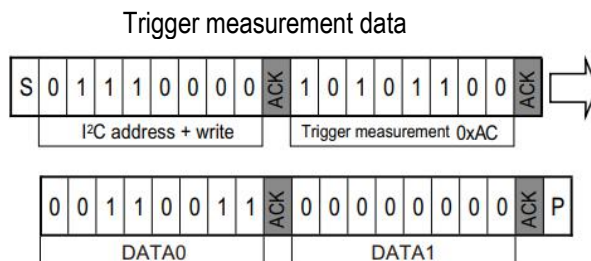 Trigger measurement data
S 0 1 1 1 0 0 0 0 ACK 1 0 1 0 1 1 0 0 ACK
I²C address + write Trigger measurement 0xAC
0 0 1 1 0 0 1 1 ACK 0 0 0 0 0 0 0 0 ACK P
DATA0 DATA1